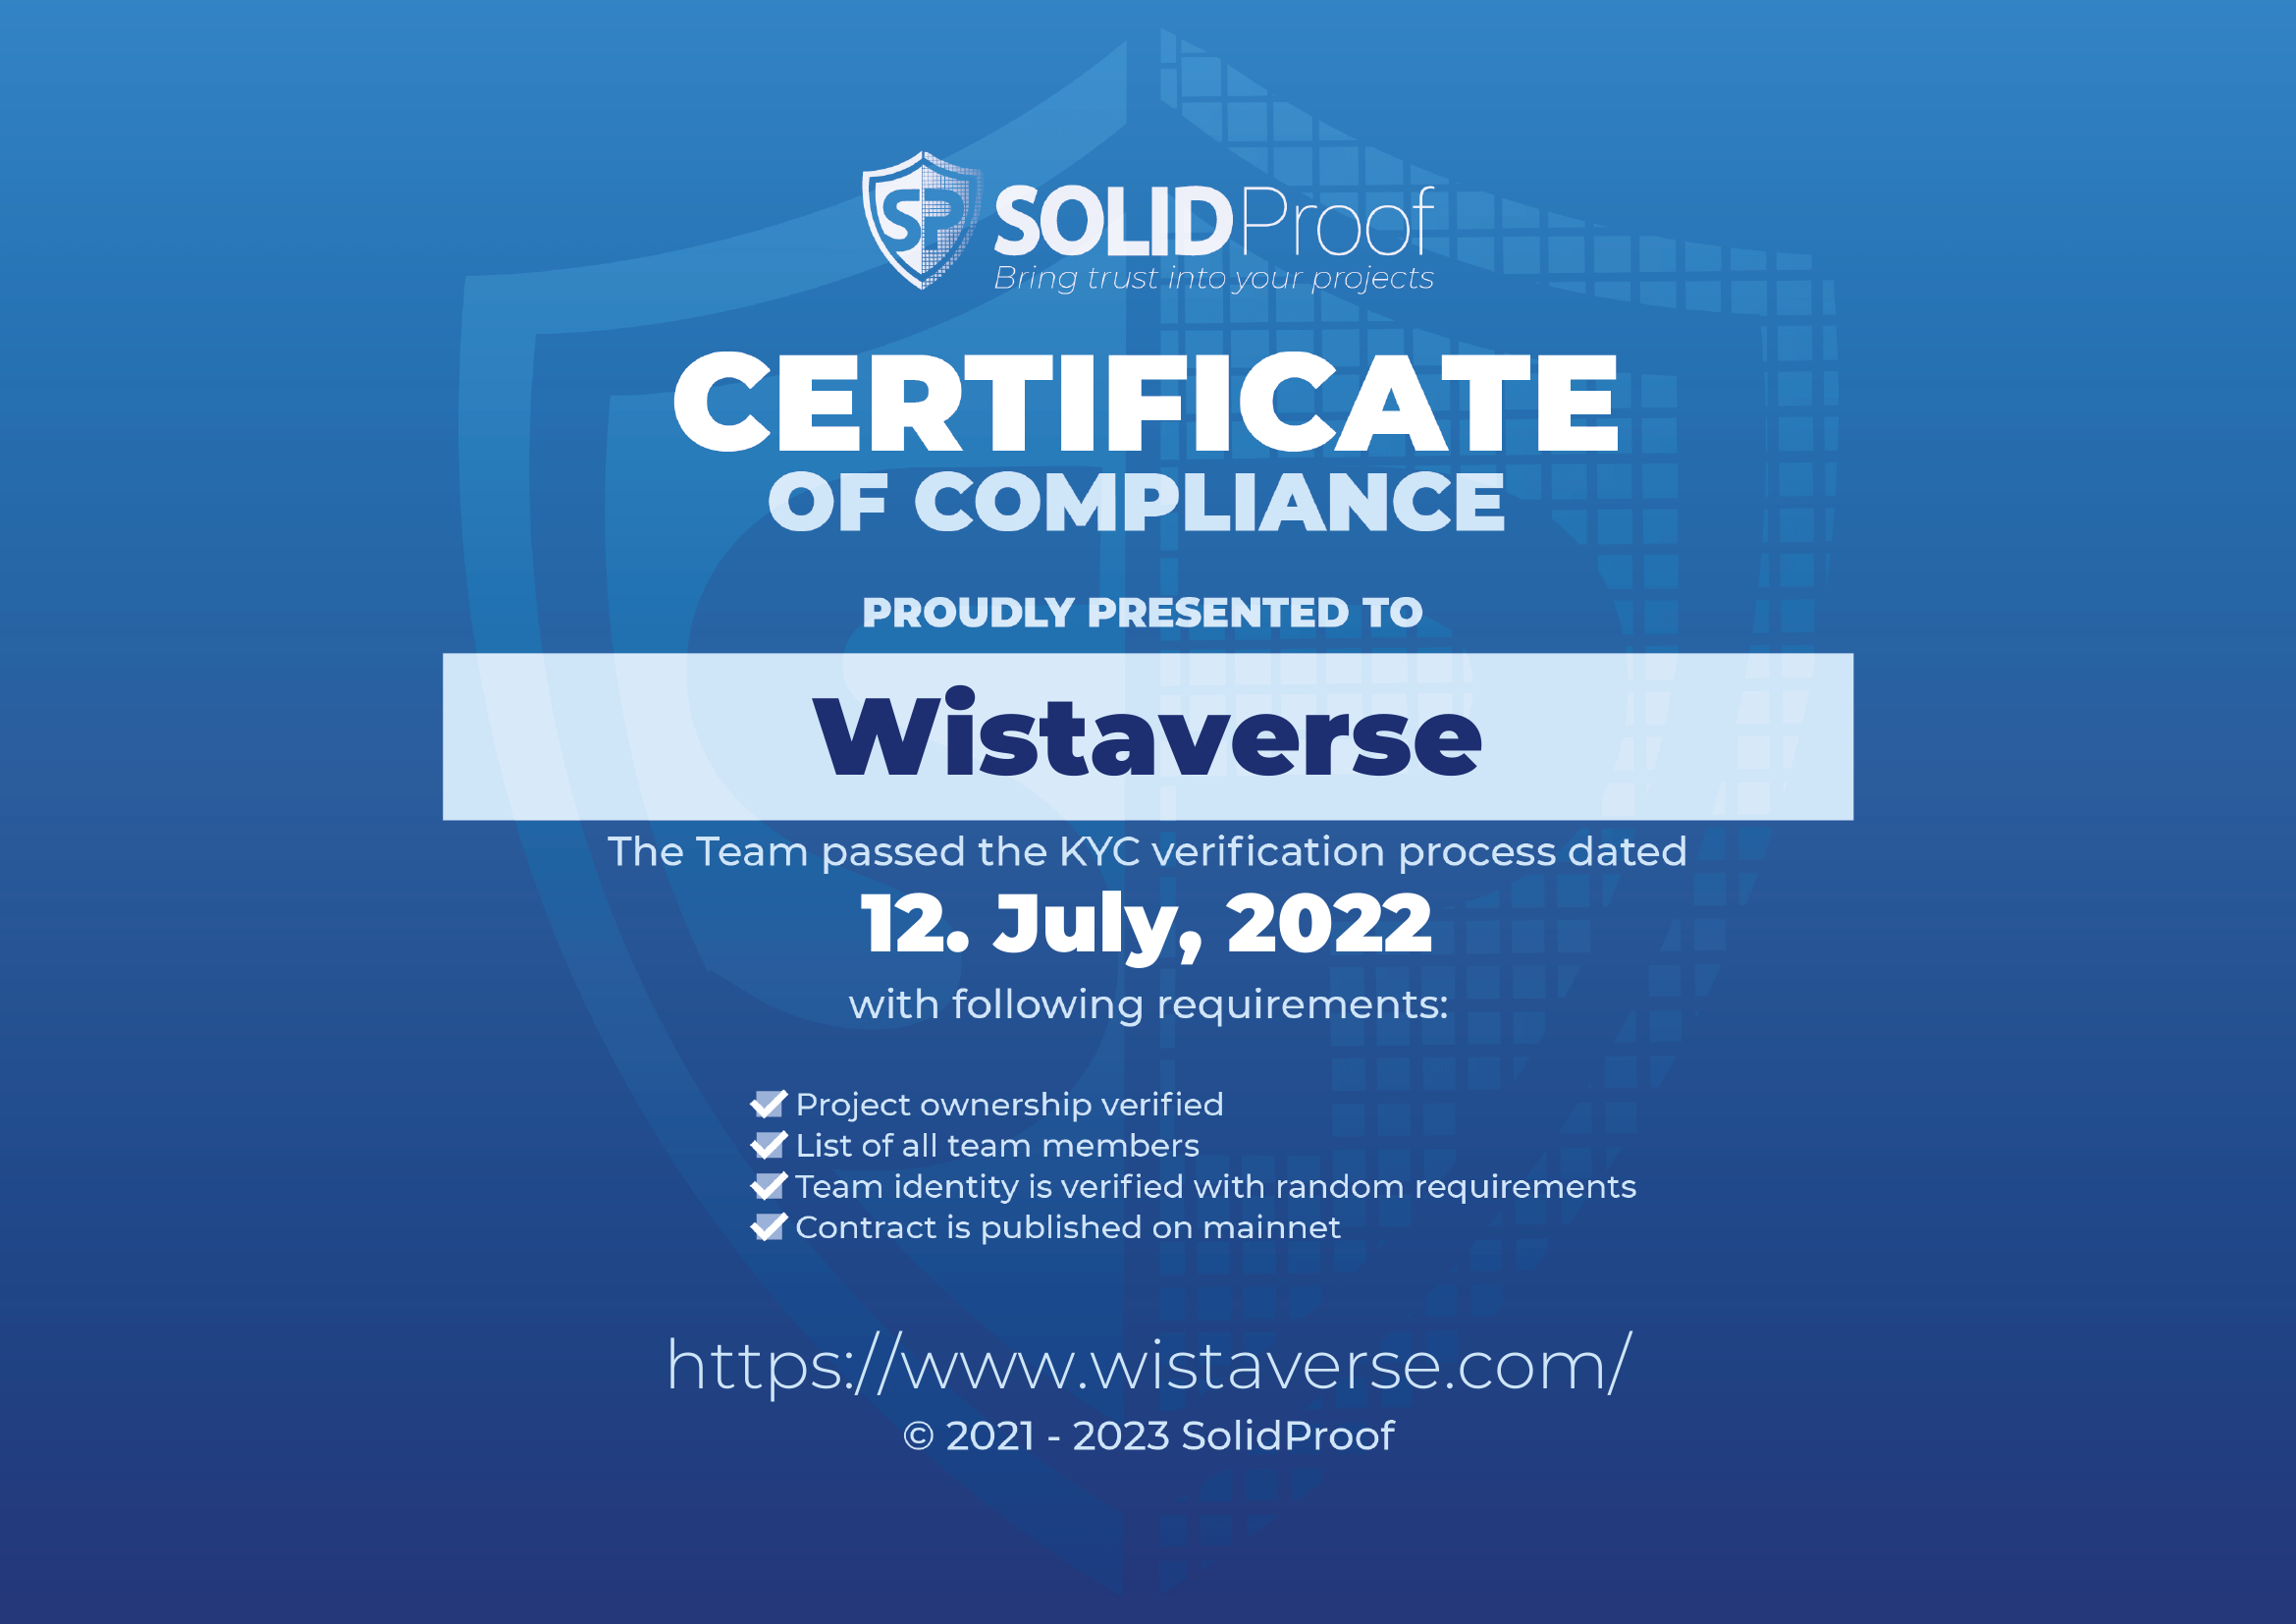 SP SOLIDProof
Bring trust into your projects
CERTIFICATE
OF COMPLIANCE
PROUDLY PRESENTED TO
Wistaverse
The Team passed the KYC verification process dated
12. July, 2022
with following requirements:
Project ownership verified
List of all team members
Team identity is verified with random requirements
Contract is published on mainnet
https://www.wistaverse.com/
© 2021 - 2023 SolidProof